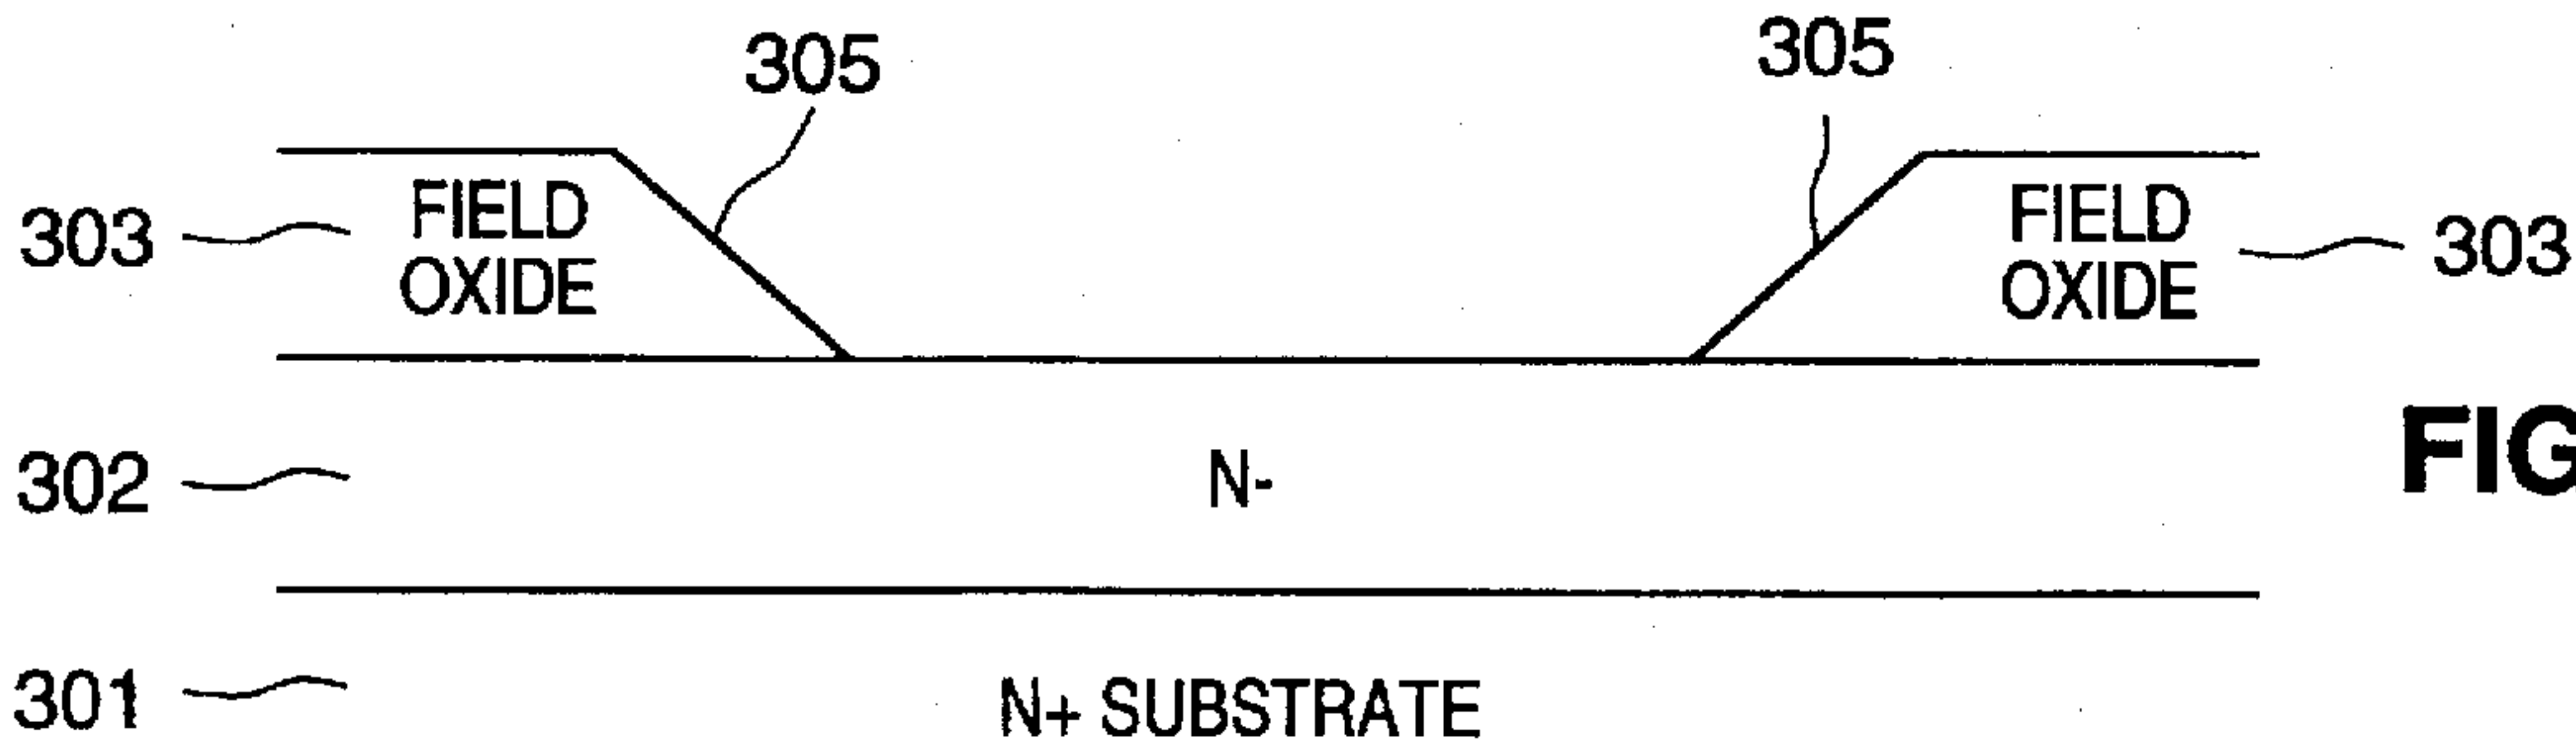 305
305
303
FIELD
OXIDE
FIELD
OXIDE
303
302
N-
FIG
301
N+ SUBSTRATE